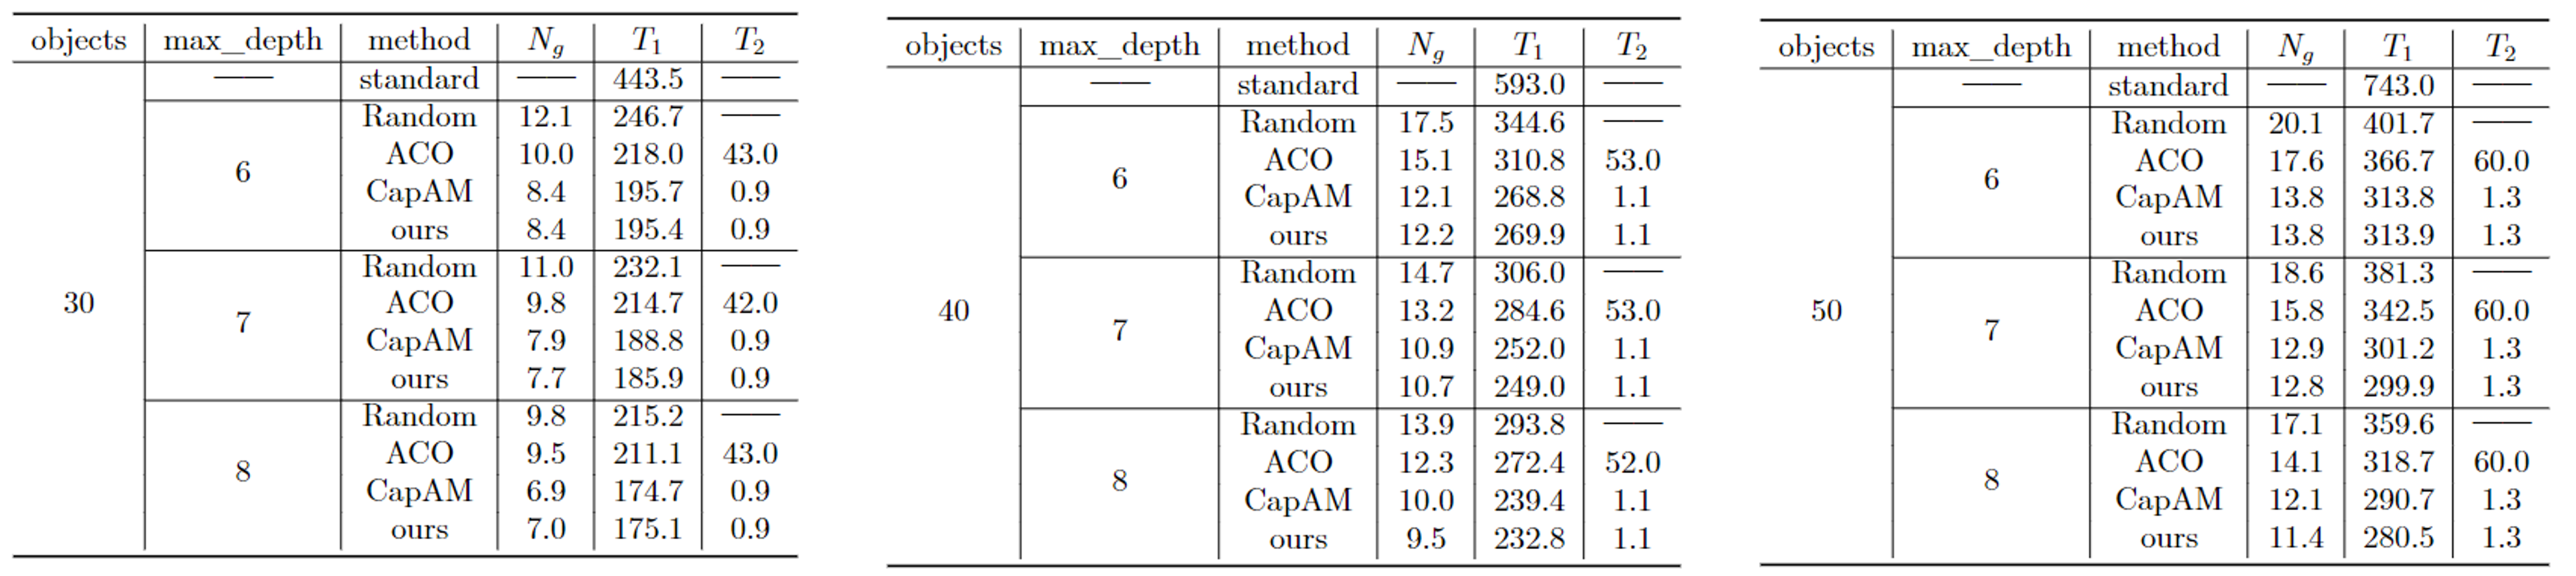 objects max_depth method N_g T_1 T_2
—— standard —— 443.5 ——
Random 12.1 246.7 ——
ACO 10.0 218.0 43.0
6
CapAM 8.4 195.7 0.9
ours 8.4 195.4 0.9
Random 11.0 232.1 ——
30
ACO 9.8 214.7 42.0
7
CapAM 7.9 188.8 0.9
ours 7.7 185.9 0.9
Random 9.8 215.2 ——
ACO 9.5 211.1 43.0
8
CapAM 6.9 174.7 0.9
ours 7.0 175.1 0.9
objects max_depth method N_g T_1 T_2
—— standard —— 593.0 ——
Random 17.5 344.6 ——
ACO 15.1 310.8 53.0
6
CapAM 12.1 268.8 1.1
ours 12.2 269.9 1.1
Random 14.7 306.0 ——
40
ACO 13.2 284.6 53.0
7
CapAM 10.9 252.0 1.1
ours 10.7 249.0 1.1
Random 13.9 293.8 ——
ACO 12.3 272.4 52.0
8
CapAM 10.0 239.4 1.1
ours 9.5 232.8 1.1
objects max_depth method N_g T_1 T_2
—— standard —— 743.0 ——
Random 20.1 401.7 ——
ACO 17.6 366.7 60.0
6
CapAM 13.8 313.8 1.3
ours 13.8 313.9 1.3
Random 18.6 381.3 ——
50
ACO 15.8 342.5 60.0
7
CapAM 12.9 301.2 1.3
ours 12.8 299.9 1.3
Random 17.1 359.6 ——
ACO 14.1 318.7 60.0
8
CapAM 12.1 290.7 1.3
ours 11.4 280.5 1.3